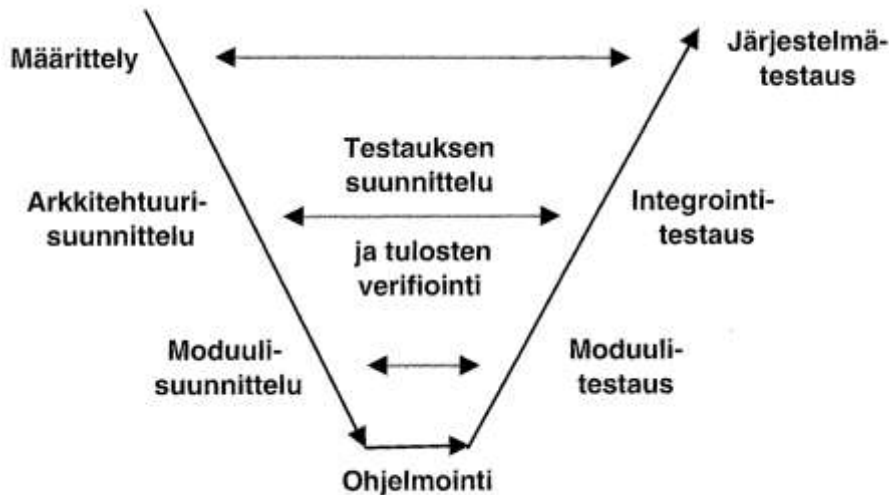 Määrittely
Järjestelmä-
testaus
Testauksen
suunnittelu
Arkkitehtuuri-
suunnittelu
Integrointi-
testaus
ja tulosten
verifiointi
Moduuli-
suunnittelu
Moduuli-
testaus
Ohjelmointi